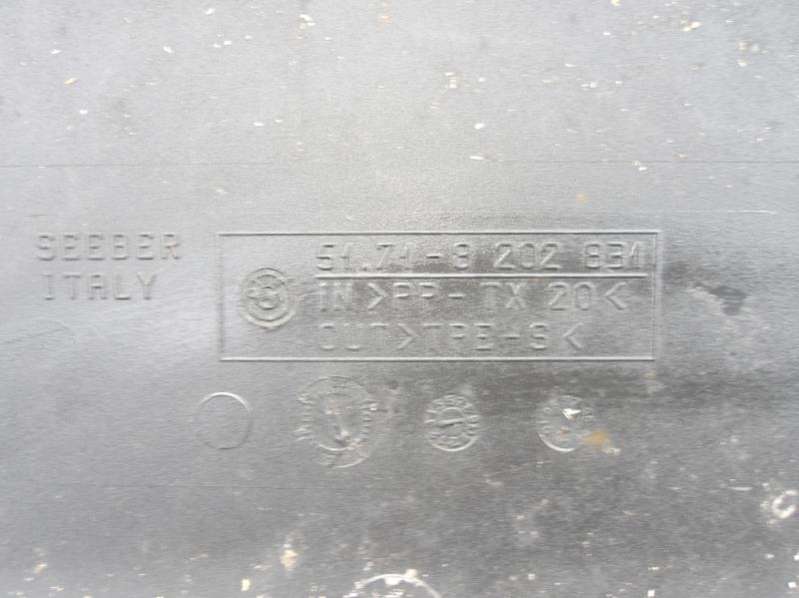 SEEBER
ITALY
51.71-8 202 831
IN >PP-TX 20<
OUT >TPE-S<